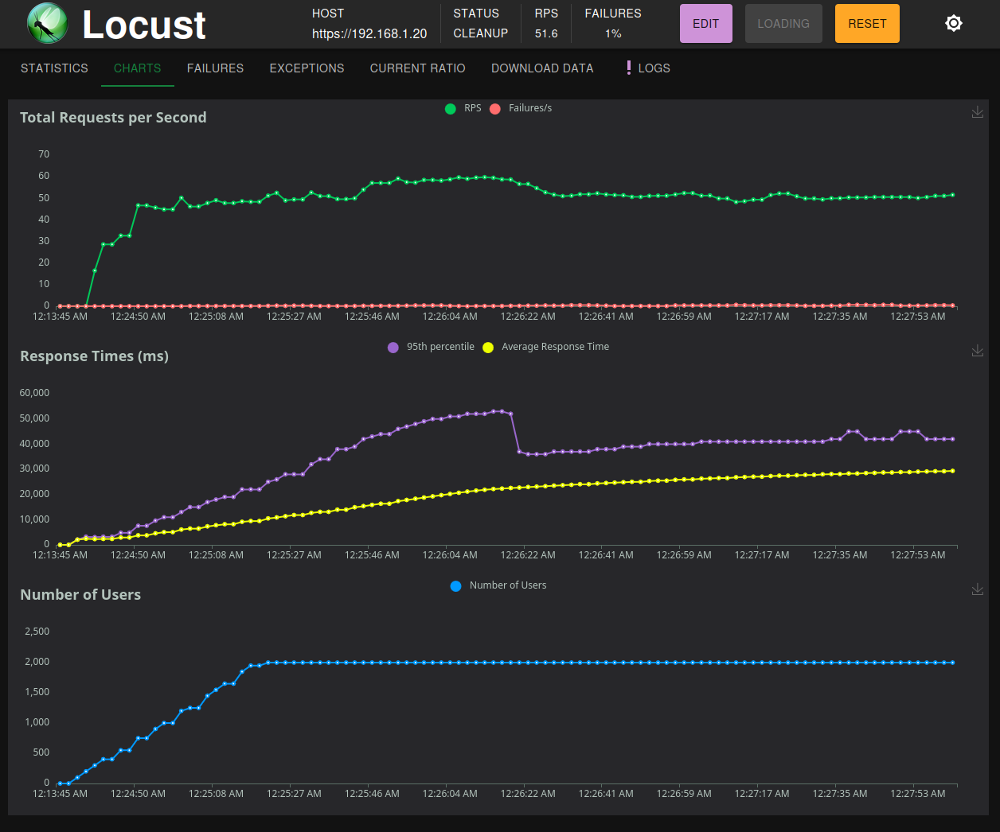 Locust
HOST
https://192.168.1.20
STATUS
CLEANUP
RPS
51.6
FAILURES
1%
EDIT
LOADING
RESET
STATISTICS
CHARTS
FAILURES
EXCEPTIONS
CURRENT RATIO
DOWNLOAD DATA
! LOGS
Total Requests per Second
RPS
Failures/s
70
60
50
40
30
20
10
0
12:13:45 AM
12:24:50 AM
12:25:08 AM
12:25:27 AM
12:25:46 AM
12:26:04 AM
12:26:22 AM
12:26:41 AM
12:26:59 AM
12:27:17 AM
12:27:35 AM
12:27:53 AM
Response Times (ms)
95th percentile
Average Response Time
60,000
50,000
40,000
30,000
20,000
10,000
0
12:13:45 AM
12:24:50 AM
12:25:08 AM
12:25:27 AM
12:25:46 AM
12:26:04 AM
12:26:22 AM
12:26:41 AM
12:26:59 AM
12:27:17 AM
12:27:35 AM
12:27:53 AM
Number of Users
Number of Users
2,500
2,000
1,500
1,000
500
0
12:13:45 AM
12:24:50 AM
12:25:08 AM
12:25:27 AM
12:25:46 AM
12:26:04 AM
12:26:22 AM
12:26:41 AM
12:26:59 AM
12:27:17 AM
12:27:35 AM
12:27:53 AM